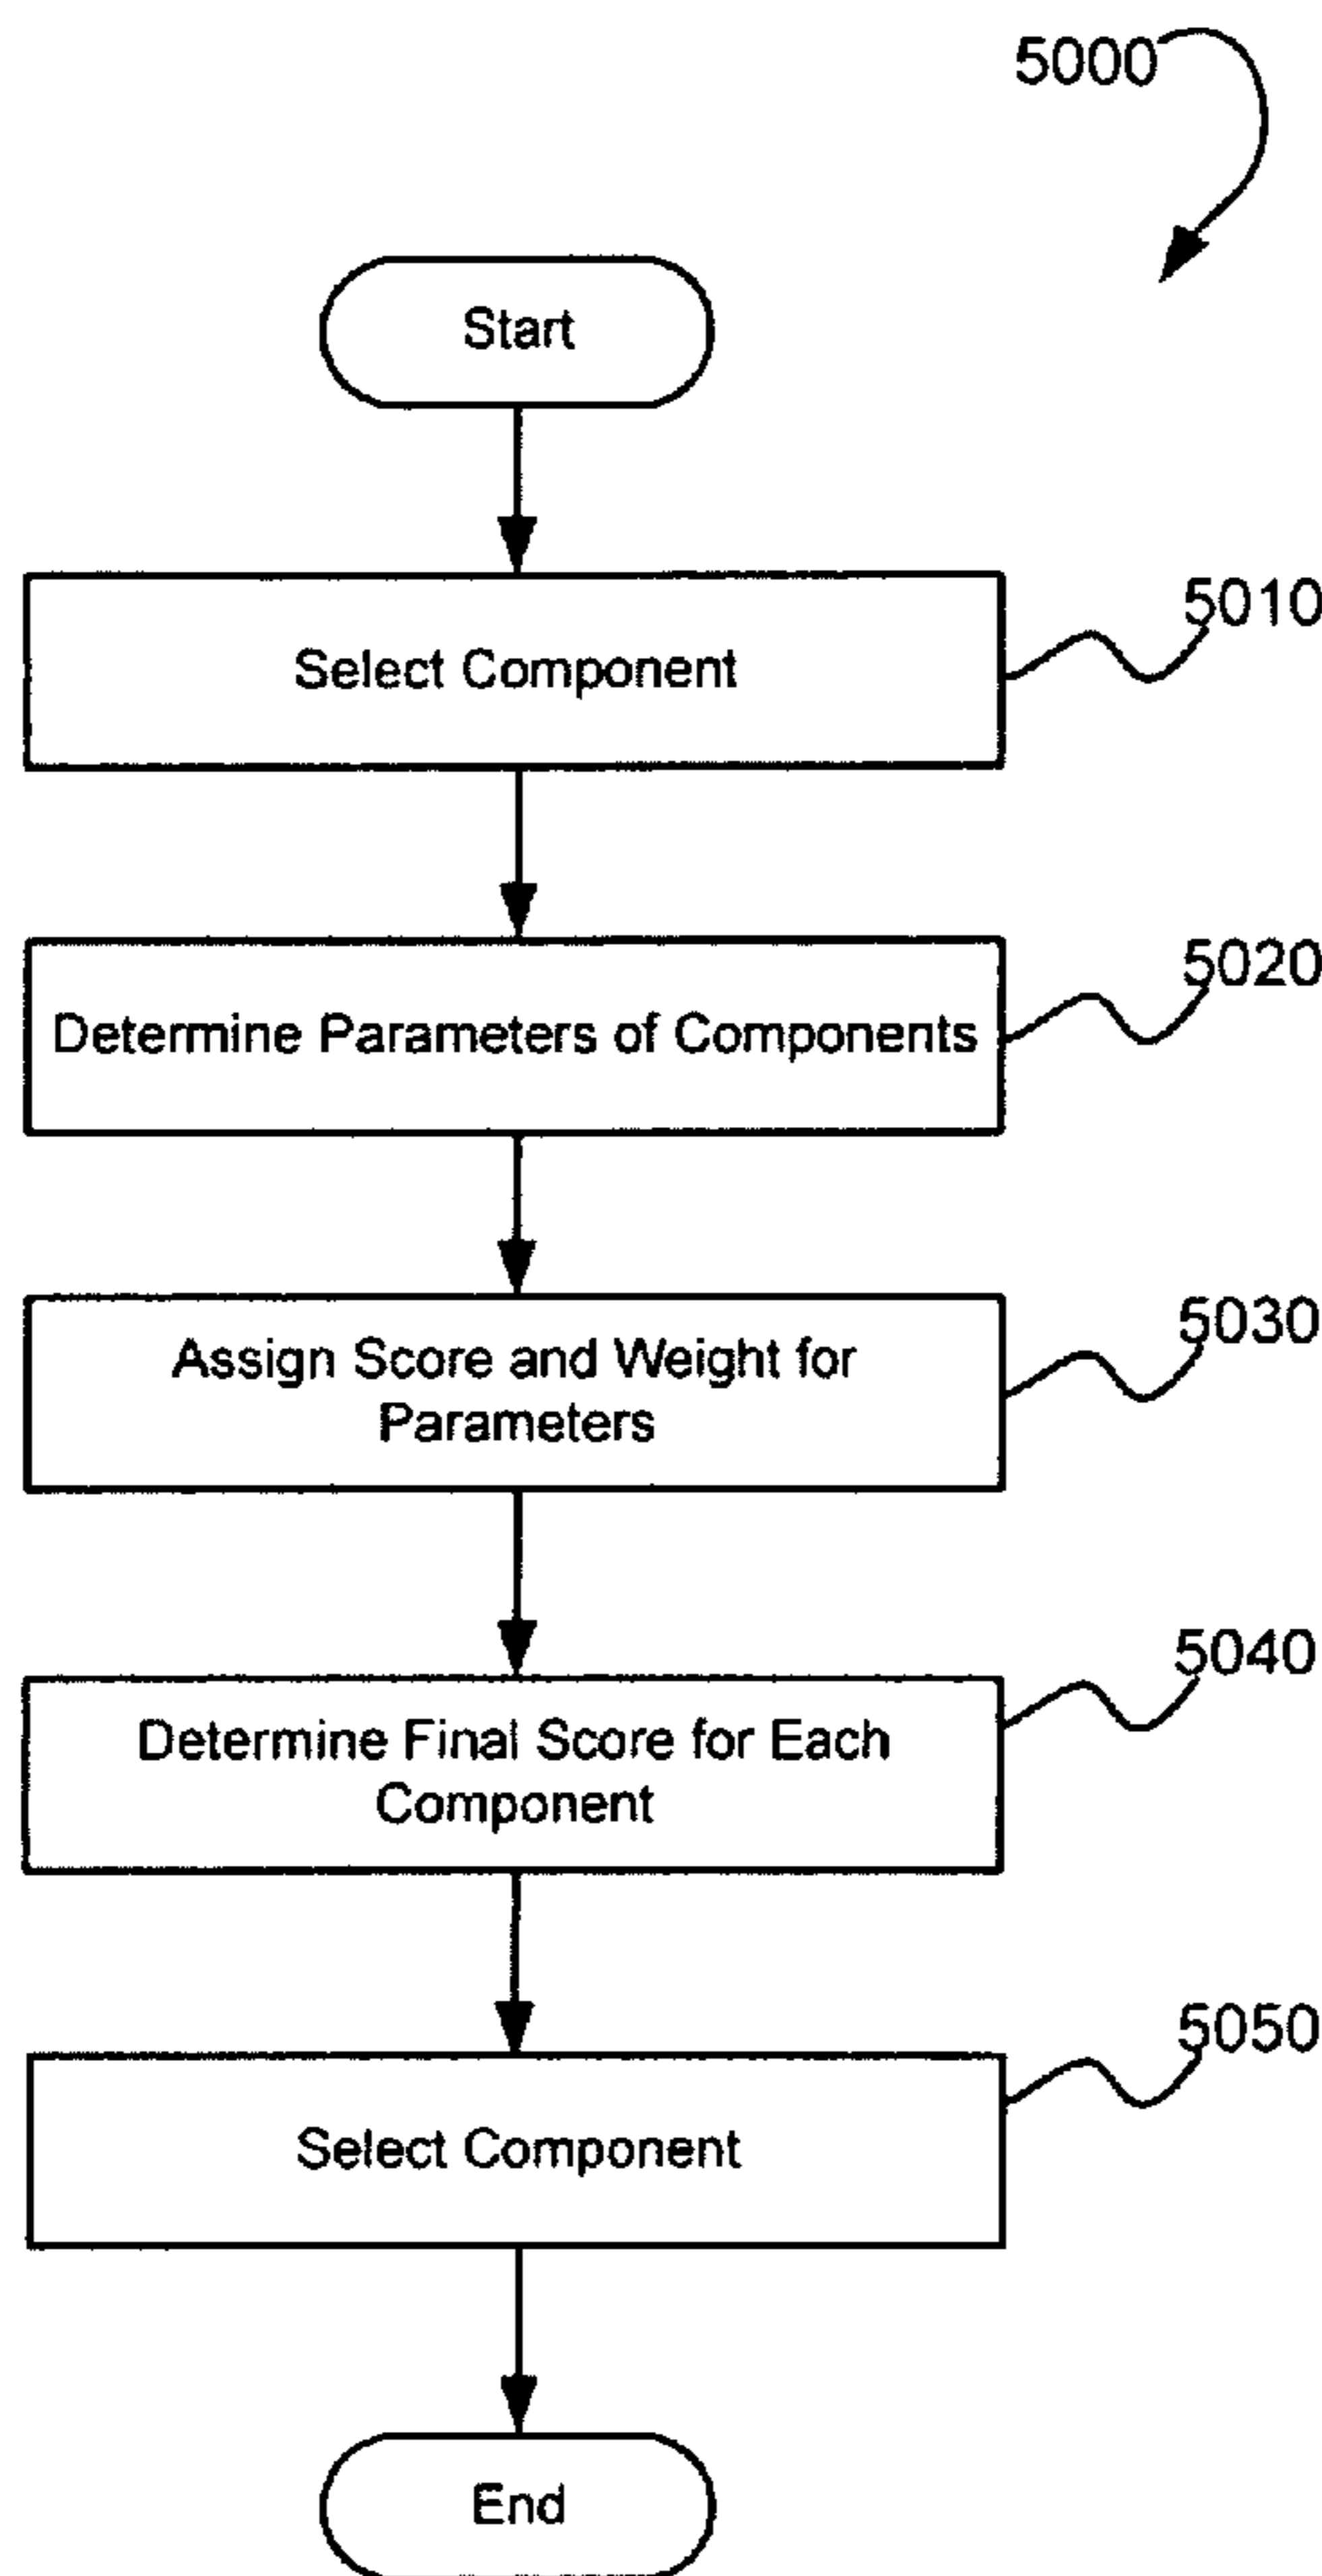 5000
Start
Select Component
5010
Determine Parameters of Components
5020
Assign Score and Weight for
Parameters
5030
Determine Final Score for Each
Component
5040
Select Component
5050
End